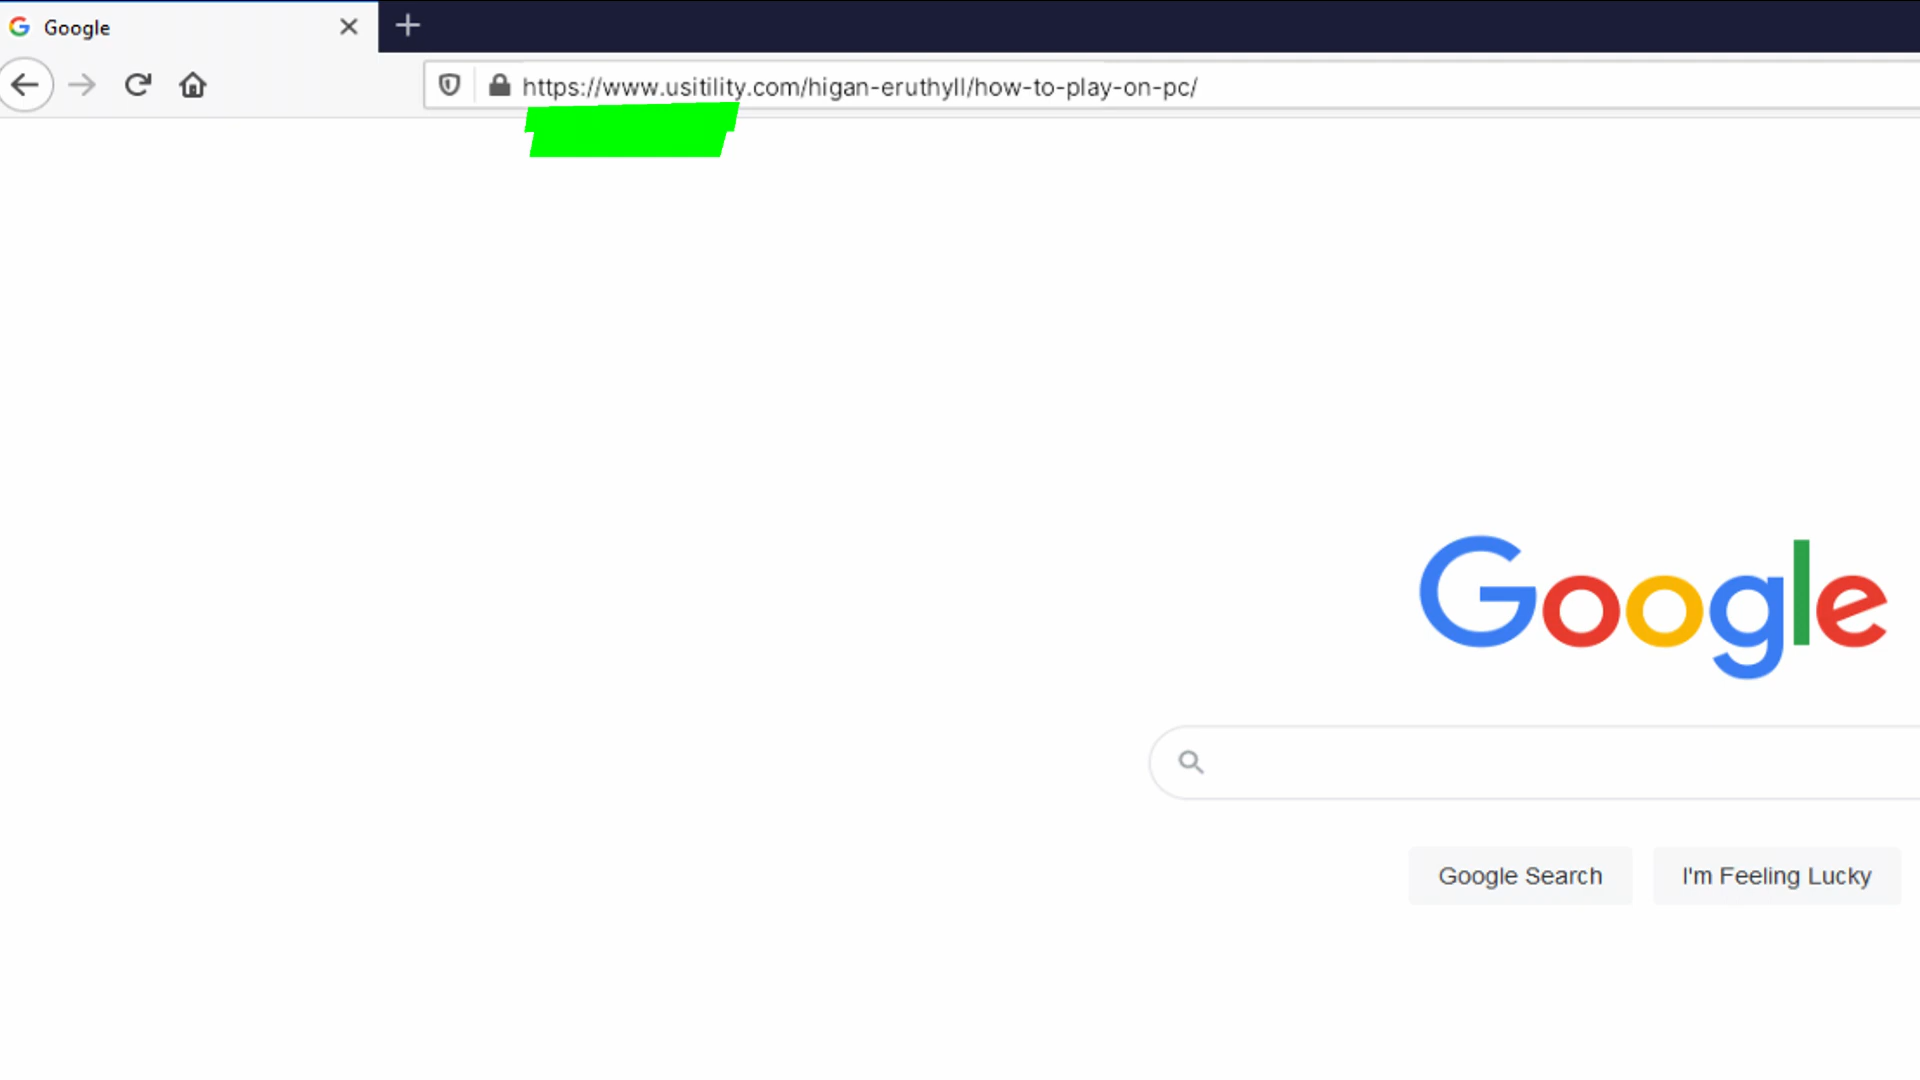 Google
https://www.usitility.com/higan-eruthyll/how-to-play-on-pc/
Google
Google Search
I'm Feeling Lucky